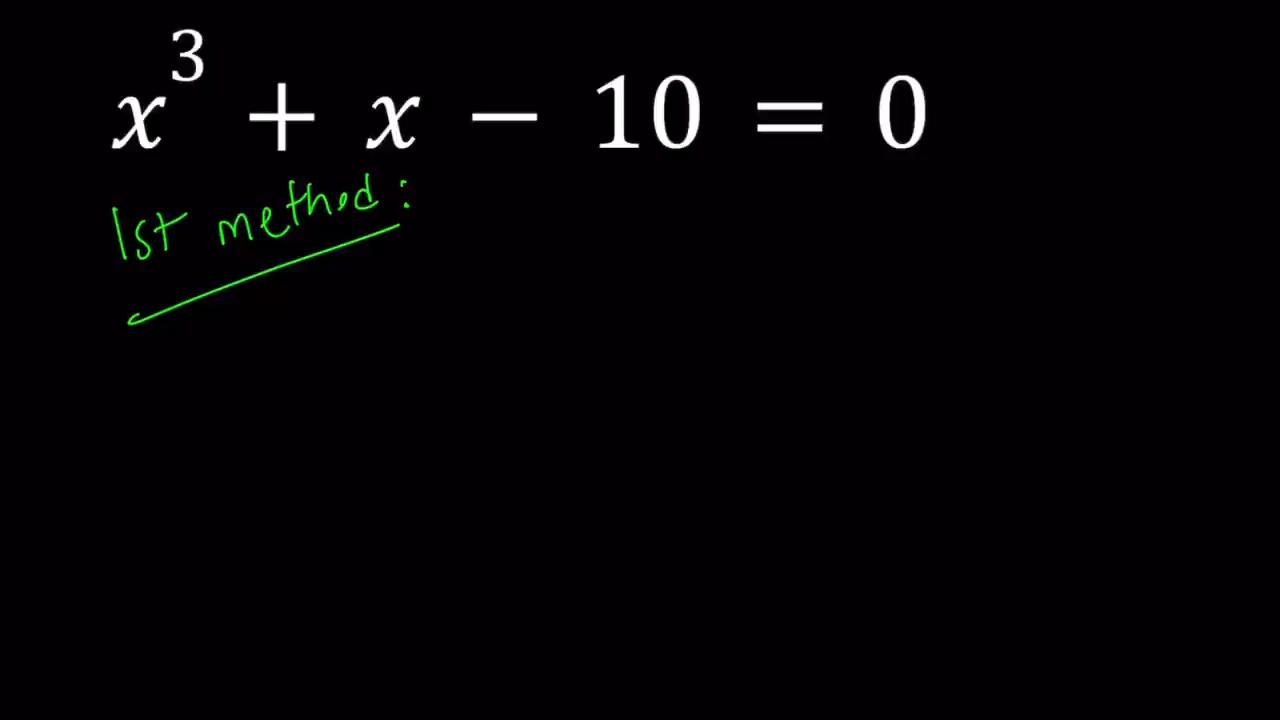 x³ + x − 10 = 0
1st method: